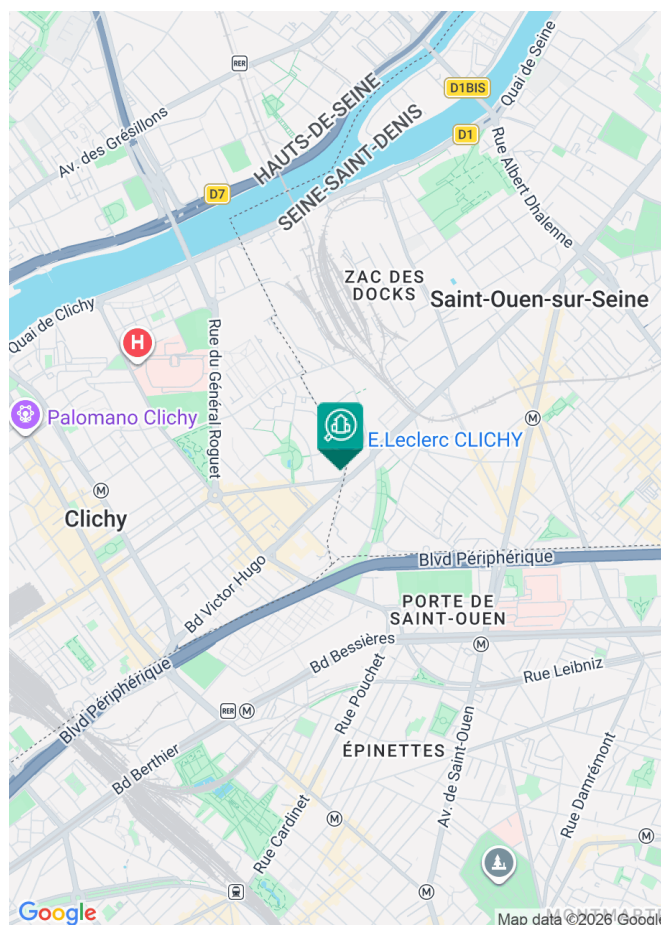 RER
D1BIS
Quai de Seine
Av. des Grésillons
HAUTS-DE-SEINE
D1
SEINE-SAINT-DENIS
Rue Albert Dhalenne
D7
ZAC DES
DOCKS
Saint-Ouen-sur-Seine
Quai de Clichy
H
Rue du Général Roguet
Palomano Clichy
M
E.Leclerc CLICHY
M
Clichy
Blvd Périphérique
Bd Victor Hugo
PORTE DE
SAINT-OUEN
Bd Bessières
M
Rue Leibniz
Blvd Périphérique
Rue Pouchet
RER M
Av. de Saint-Ouen
ÉPINETTES
Bd Berthier
Rue Damrémont
Rue Cardinet
M
M
M
Google
MONTMARTRE
Map data ©2026 Google